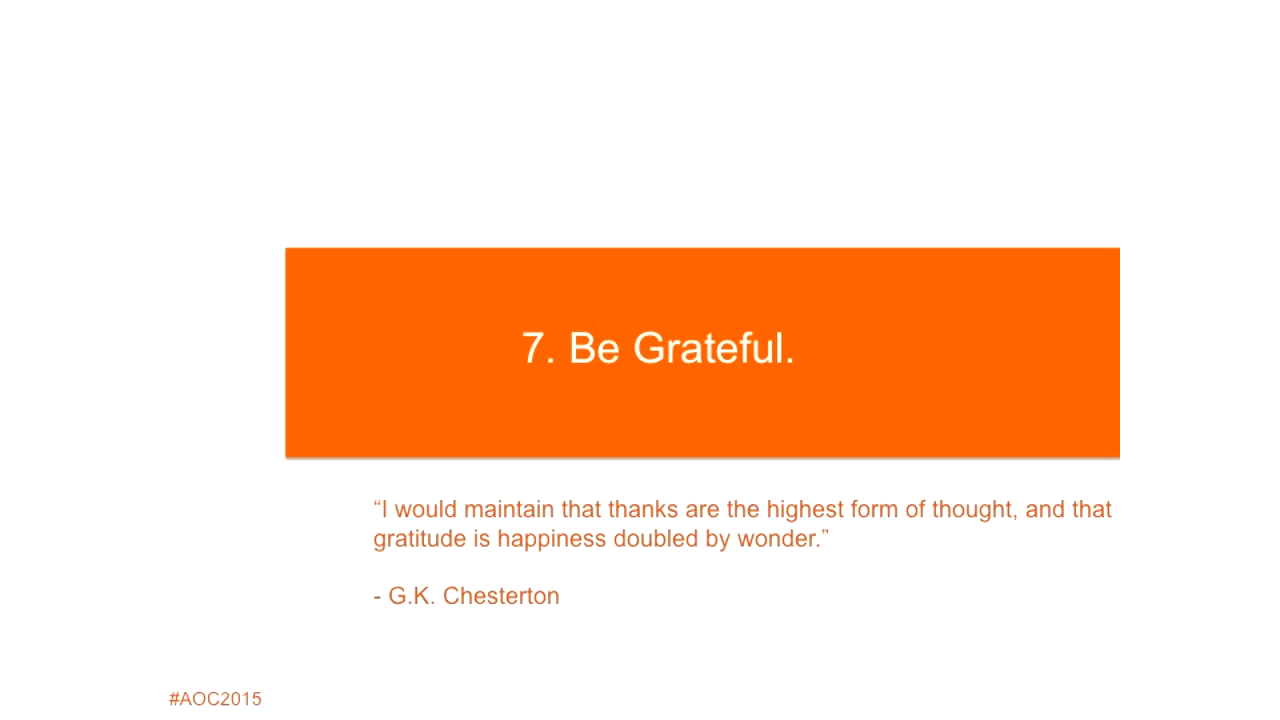 7. Be Grateful.
“I would maintain that thanks are the highest form of thought, and that
gratitude is happiness doubled by wonder.”
- G.K. Chesterton
#AOC2015